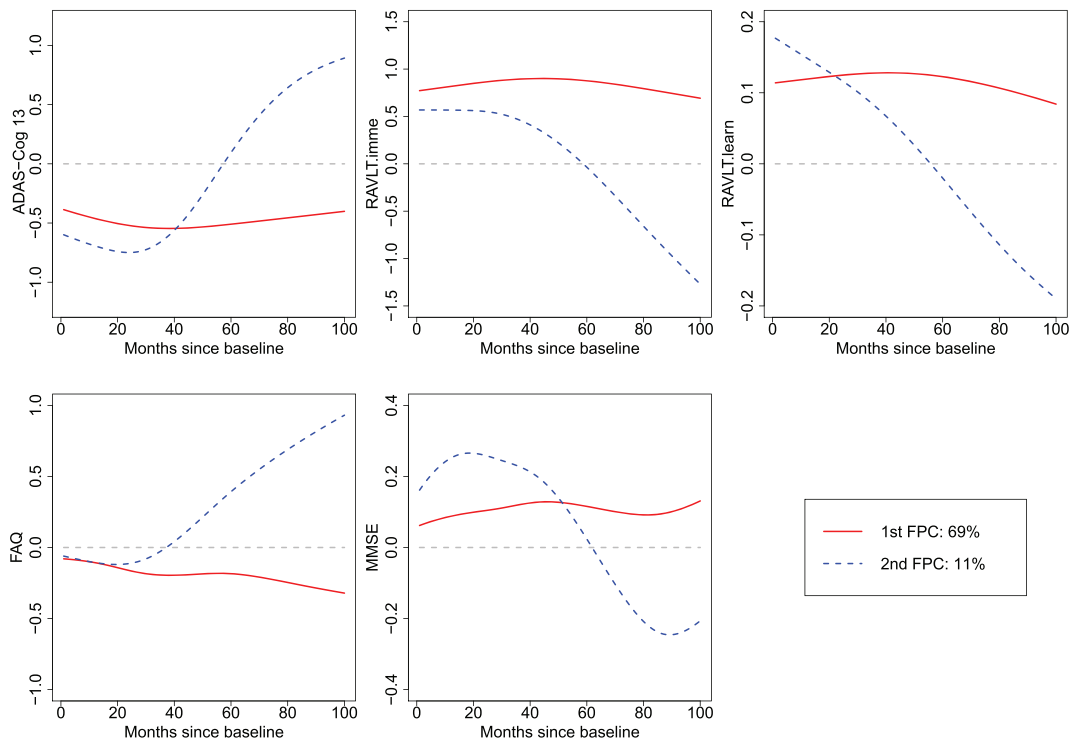 ADAS−Cog 13
1.0
0.5
0.0
−0.5
−1.0
0 20 40 60 80 100
Months since baseline
RAVLT.imme
1.5
1.0
0.5
0.0
−0.5
−1.0
−1.5
0 20 40 60 80 100
Months since baseline
RAVLT.learn
0.2
0.1
0.0
−0.1
−0.2
0 20 40 60 80 100
Months since baseline
FAQ
1.0
0.5
0.0
−0.5
−1.0
0 20 40 60 80 100
Months since baseline
MMSE
0.4
0.2
0.0
−0.2
−0.4
0 20 40 60 80 100
Months since baseline
1st FPC: 69%
2nd FPC: 11%